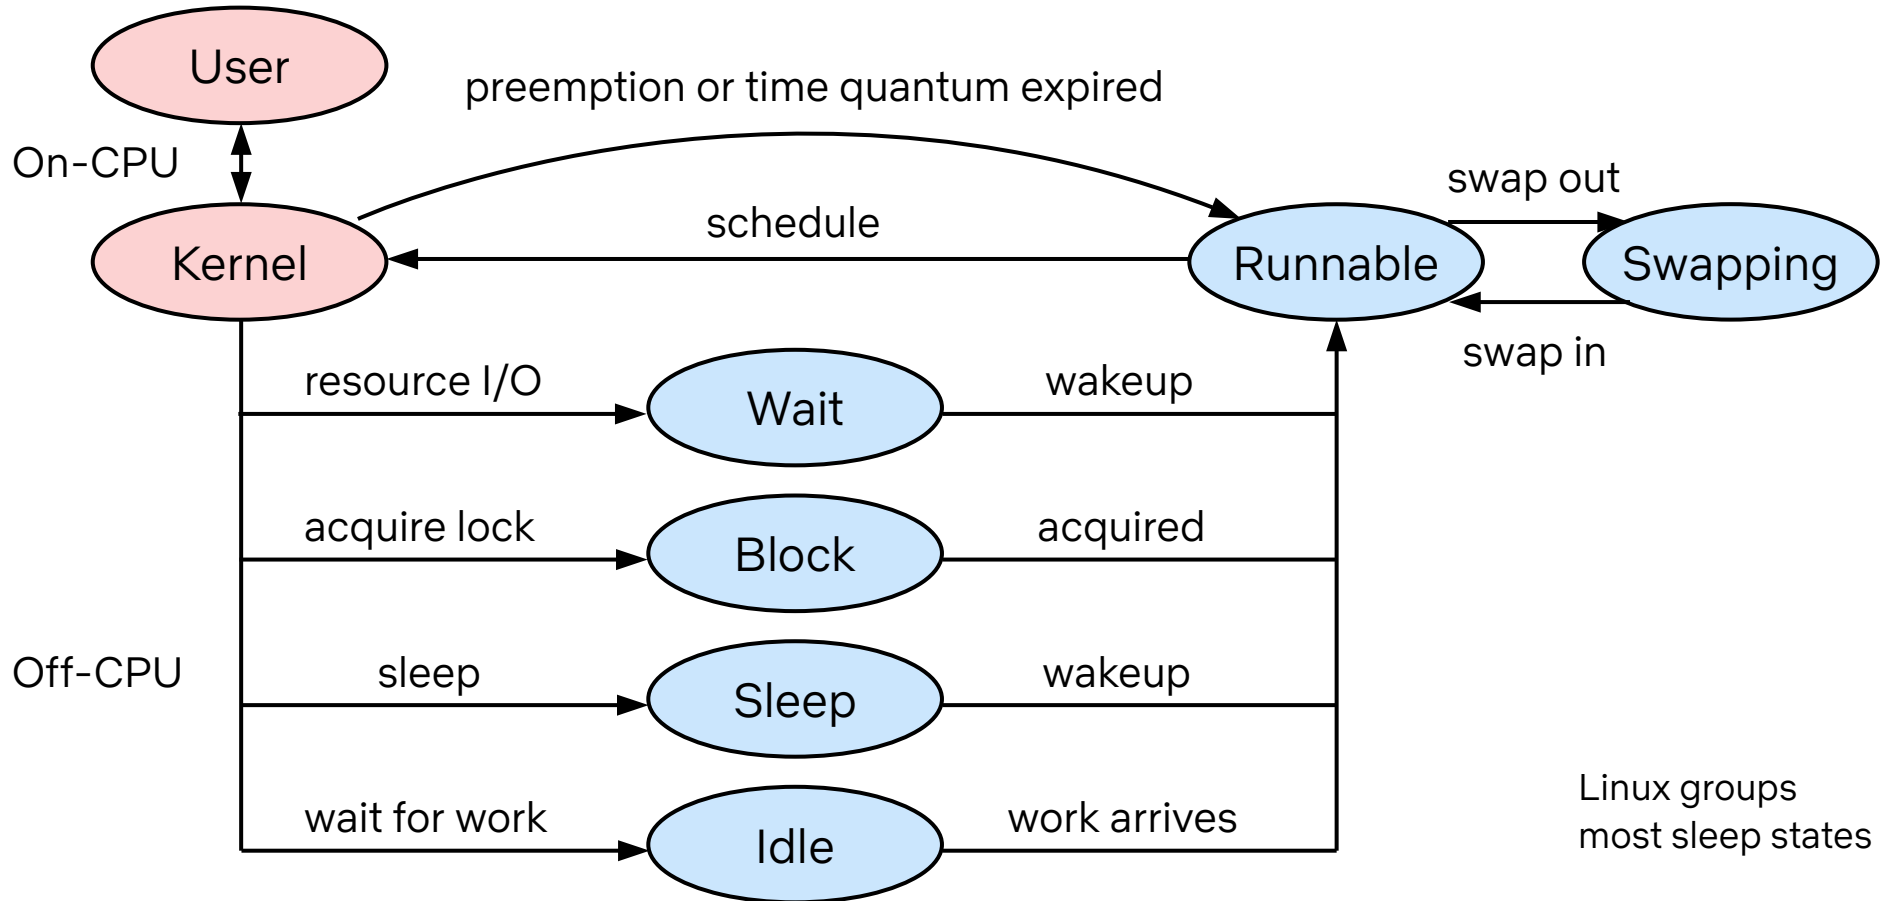 User
preemption or time quantum expired
On-CPU
swap out
schedule
Kernel
Runnable
Swapping
swap in
resource I/O
Wait
wakeup
acquire lock
Block
acquired
Off-CPU
sleep
Sleep
wakeup
wait for work
Idle
work arrives
Linux groups
most sleep states